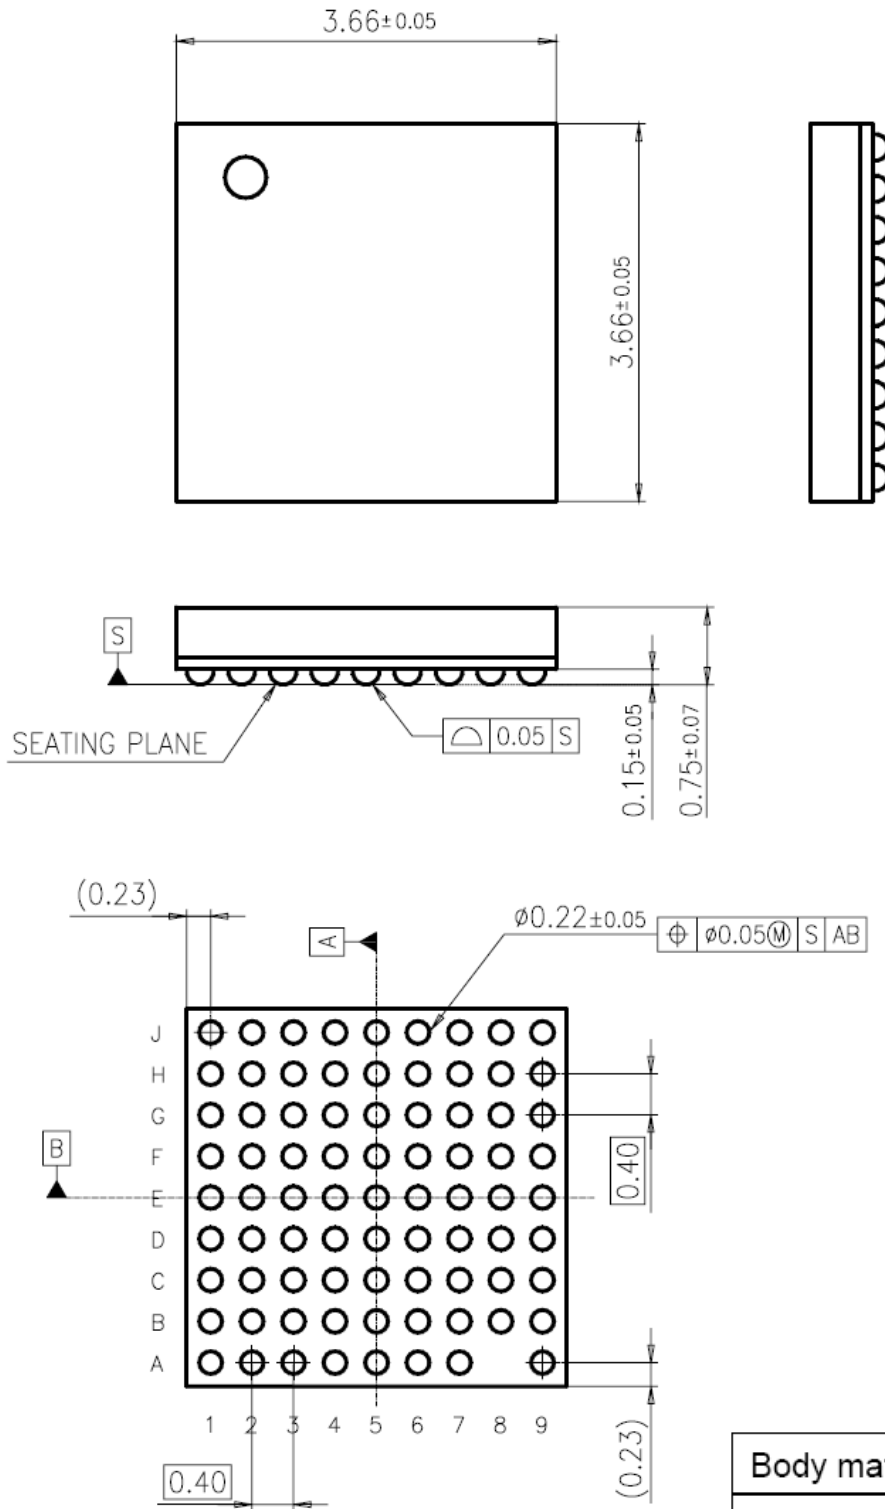 3.66±0.05
3.66±0.05
S
SEATING PLANE
0.05 S
0.15±0.05
0.75±0.07
(0.23)
A
ø0.22±0.05
ø0.05Ⓜ S AB
J
H
G
F
B
0.40
E
D
C
B
A
1 2 3 4 5 6 7 8 9
(0.23)
0.40
Body mat